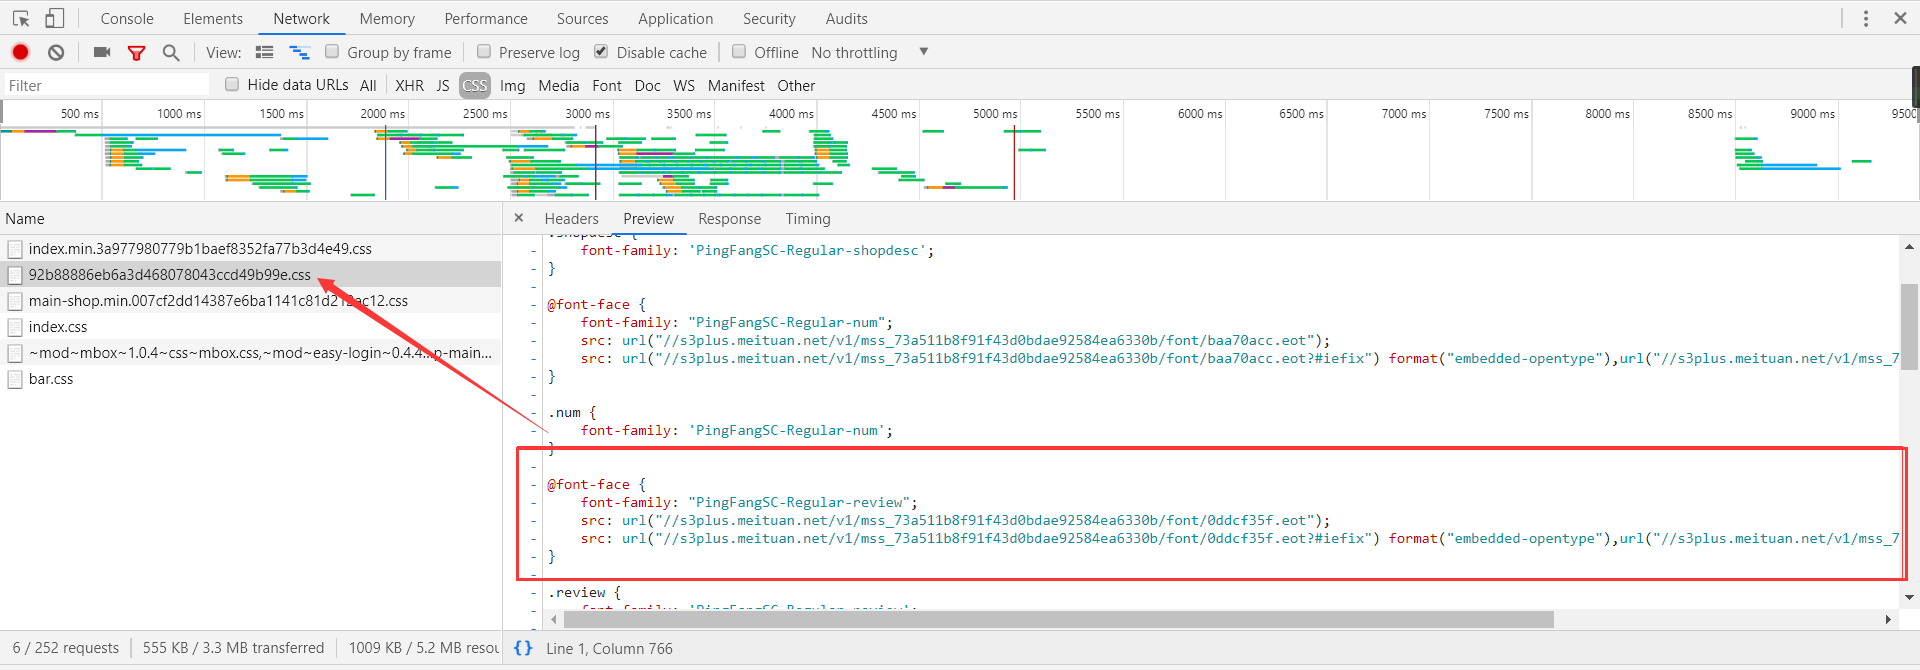 Console Elements Network Memory Performance Sources Application Security Audits
View: Group by frame Preserve log Disable cache Offline No throttling
Filter Hide data URLs All XHR JS CSS Img Media Font Doc WS Manifest Other
500 ms 1000 ms 1500 ms 2000 ms 2500 ms 3000 ms 3500 ms 4000 ms 4500 ms 5000 ms 5500 ms 6000 ms 6500 ms 7000 ms 7500 ms 8000 ms 8500 ms 9000 ms 9500
Name
index.min.3a977980779b1baef8352fa77b3d4e49.css
92b88886eb6a3d468078043ccd49b99e.css
index.css
~mod~mbox~1.0.4~css~mbox.css,~mod~easy-login~0.4.4...p-main...
bar.css
6 / 252 requests 555 KB / 3.3 MB transferred 1009 KB / 5.2 MB resou
× Headers Preview Response Timing
.shopdesc {
font-family: 'PingFangSC-Regular-shopdesc';
}
@font-face {
font-family: "PingFangSC-Regular-num";
src: url("//s3plus.meituan.net/v1/mss_73a511b8f91f43d0bdae92584ea6330b/font/baa70acc.eot");
src: url("//s3plus.meituan.net/v1/mss_73a511b8f91f43d0bdae92584ea6330b/font/baa70acc.eot?#iefix") format("embedded-opentype"),url("//s3plus.meituan.net/v1/mss_7
}
.num {
font-family: 'PingFangSC-Regular-num';
}
@font-face {
font-family: "PingFangSC-Regular-review";
src: url("//s3plus.meituan.net/v1/mss_73a511b8f91f43d0bdae92584ea6330b/font/0ddcf35f.eot");
src: url("//s3plus.meituan.net/v1/mss_73a511b8f91f43d0bdae92584ea6330b/font/0ddcf35f.eot?#iefix") format("embedded-opentype"),url("//s3plus.meituan.net/v1/mss_7
}
.review {
font-family: 'PingFangSC-Regular-review';
{} Line 1, Column 766